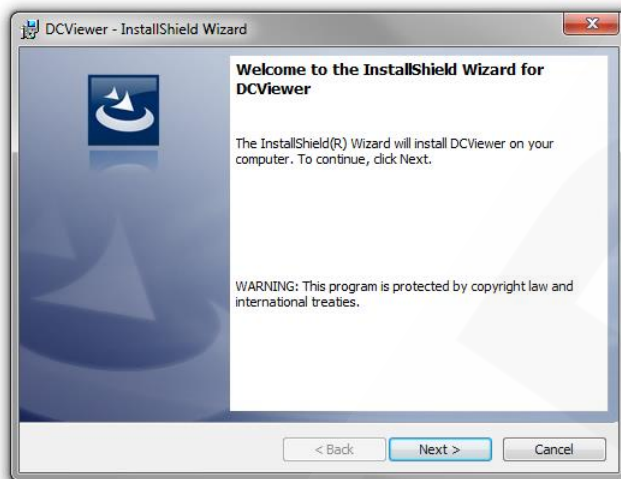 DCViewer - InstallShield Wizard
Welcome to the InstallShield Wizard for
DCViewer
The InstallShield(R) Wizard will install DCViewer on your
computer. To continue, click Next.
WARNING: This program is protected by copyright law and
international treaties.
< Back
Next >
Cancel